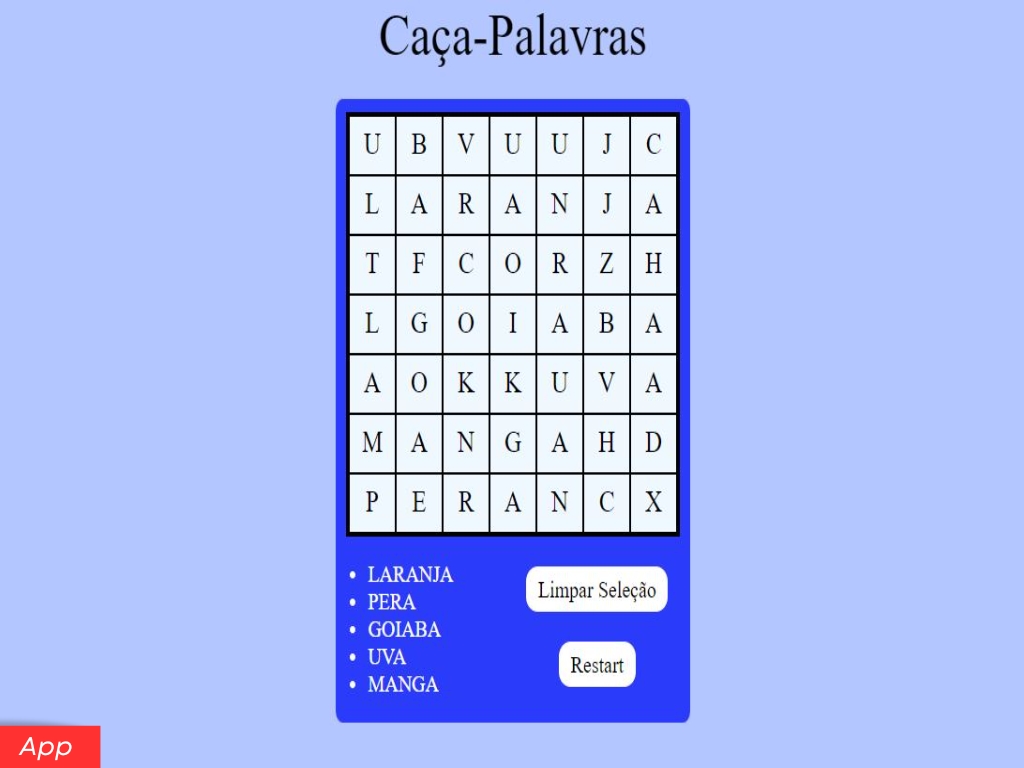 Caça-Palavras
U B V U U J C
L A R A N J A
T F C O R Z H
L G O I A B A
A O K K U V A
M A N G A H D
P E R A N C X
• LARANJA
• PERA
• GOIABA
• UVA
• MANGA
Limpar Seleção
Restart
App